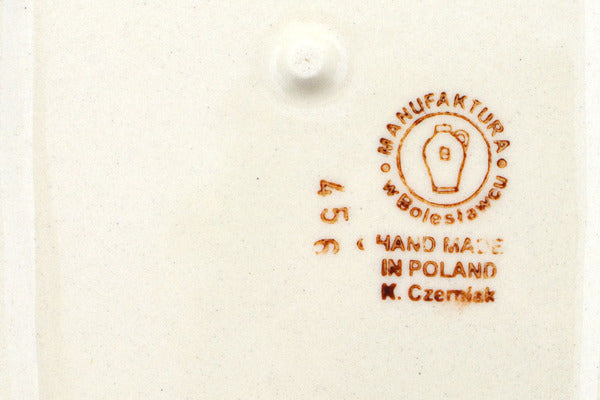 MANUFAKTURA
w Bolesławcu
B
HAND MADE
IN POLAND
K. Czerniak
456